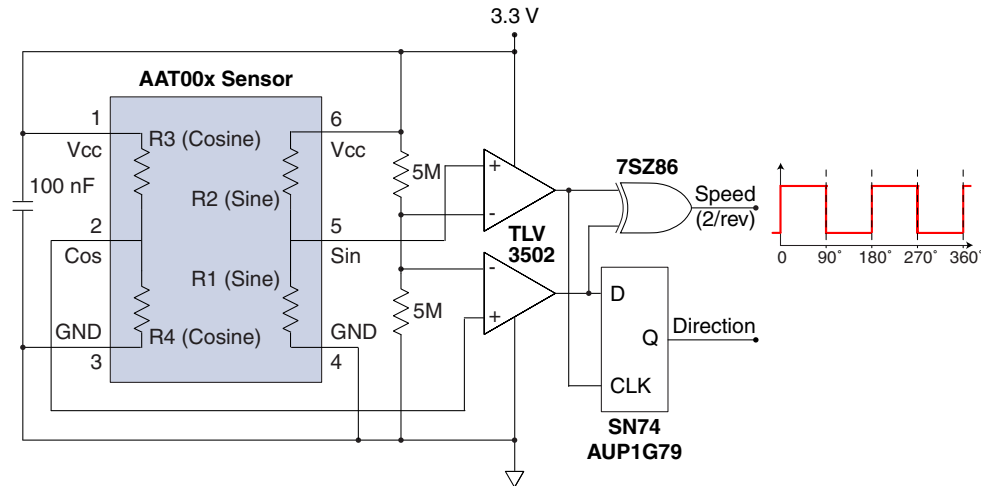 3.3 V
AAT00x Sensor
1
Vcc
R3 (Cosine)
6
Vcc
100 nF
R2 (Sine)
5M
+
-
7SZ86
Speed
(2/rev)
2
Cos
5
Sin
TLV
3502
0
90°
180°
270°
360°
R1 (Sine)
-
+
5M
D
Q
CLK
Direction
GND
3
R4 (Cosine)
GND
4
SN74
AUP1G79